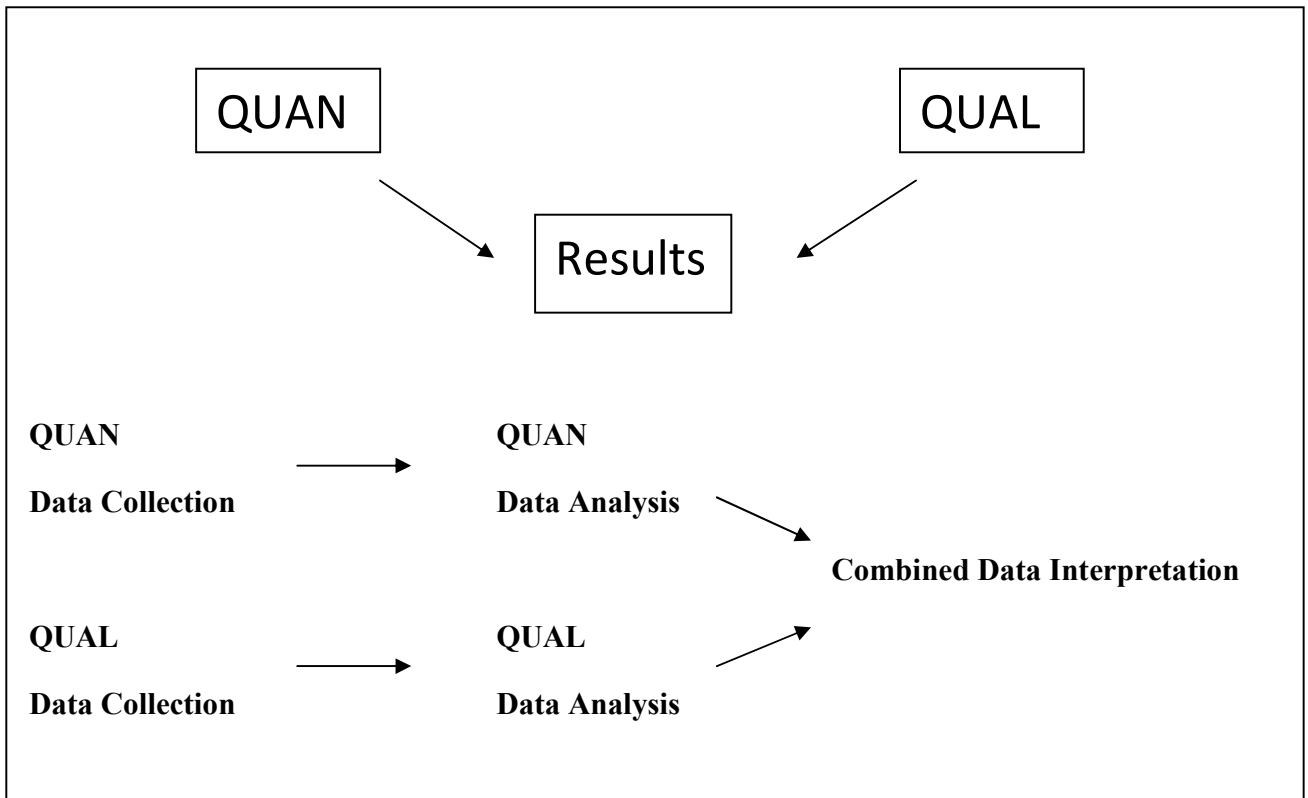 QUAN
QUAL
Results
QUAN
QUAN
Data Collection
Data Analysis
Combined Data Interpretation
QUAL
QUAL
Data Collection
Data Analysis